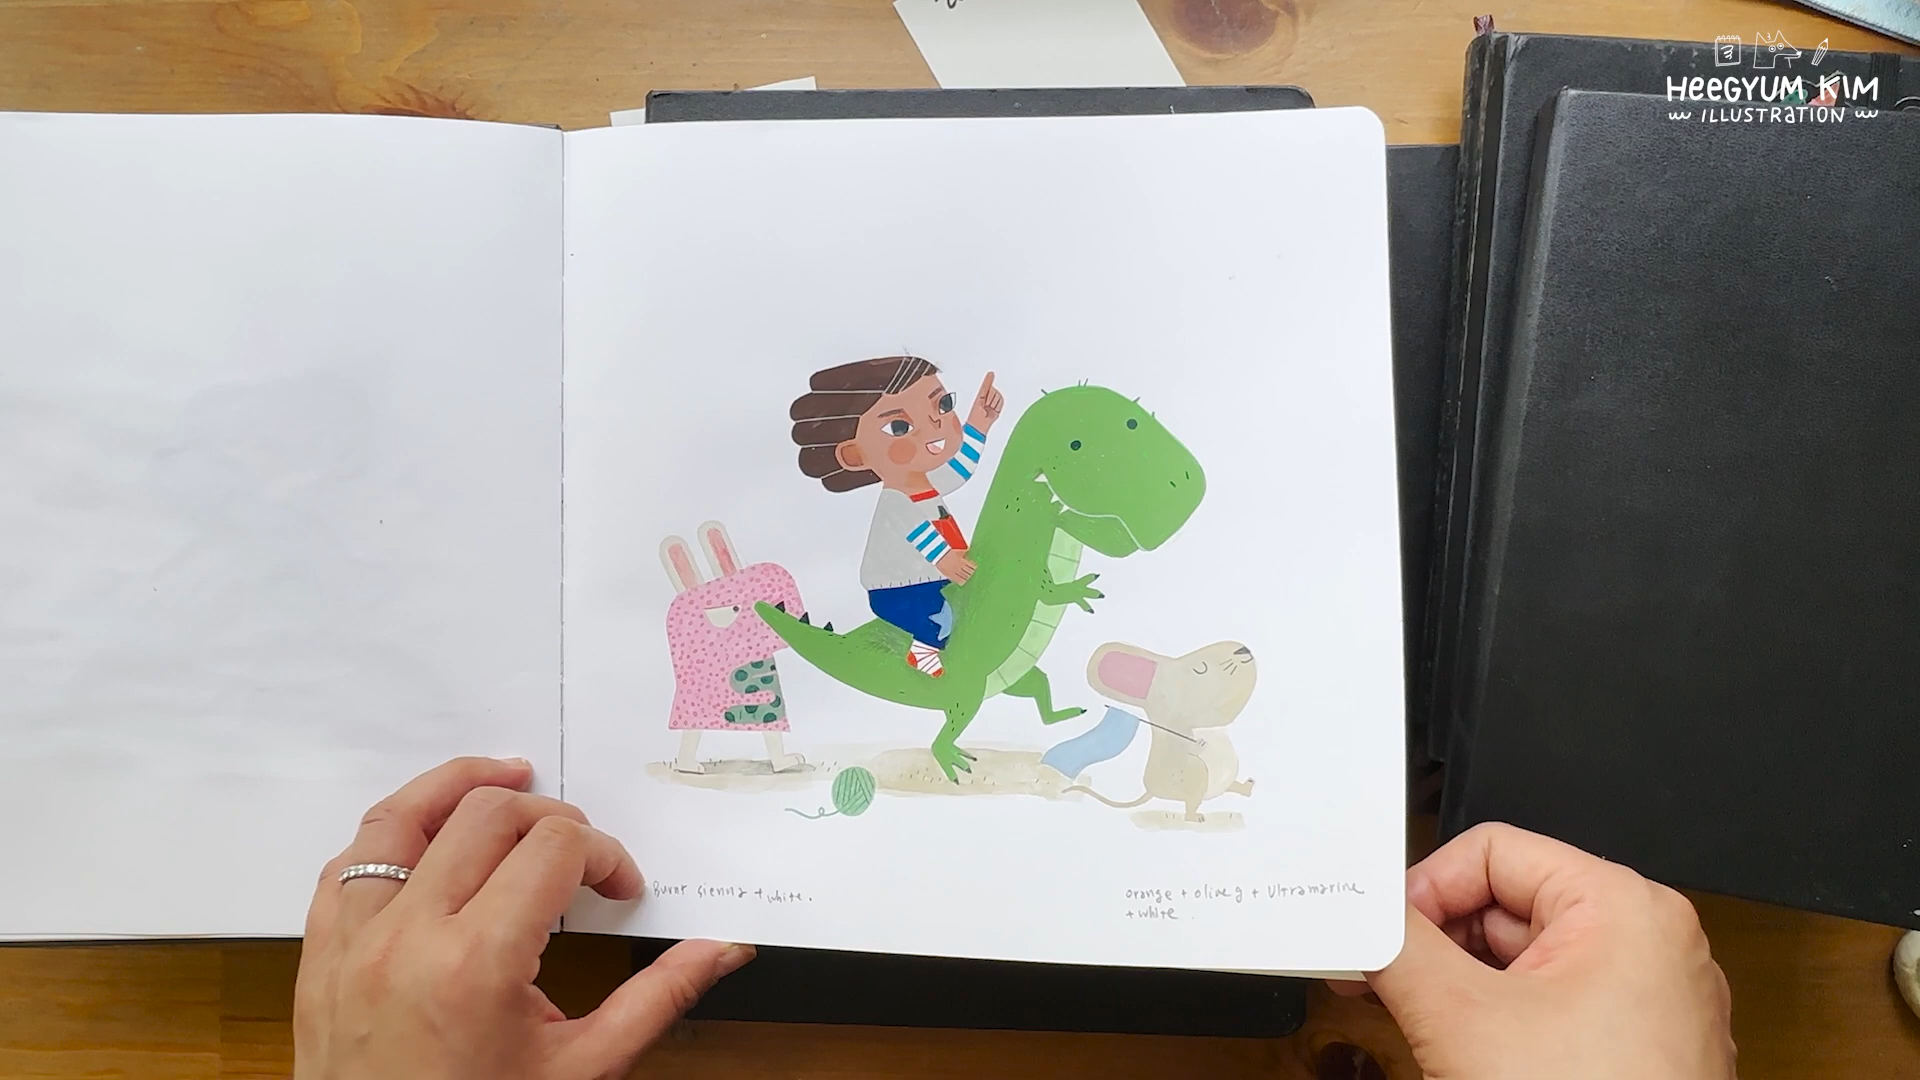 HEEGYUM KIM
ILLUSTRATION
Burnt sienna + white.
orange + olive g + Ultramarine
+ white.